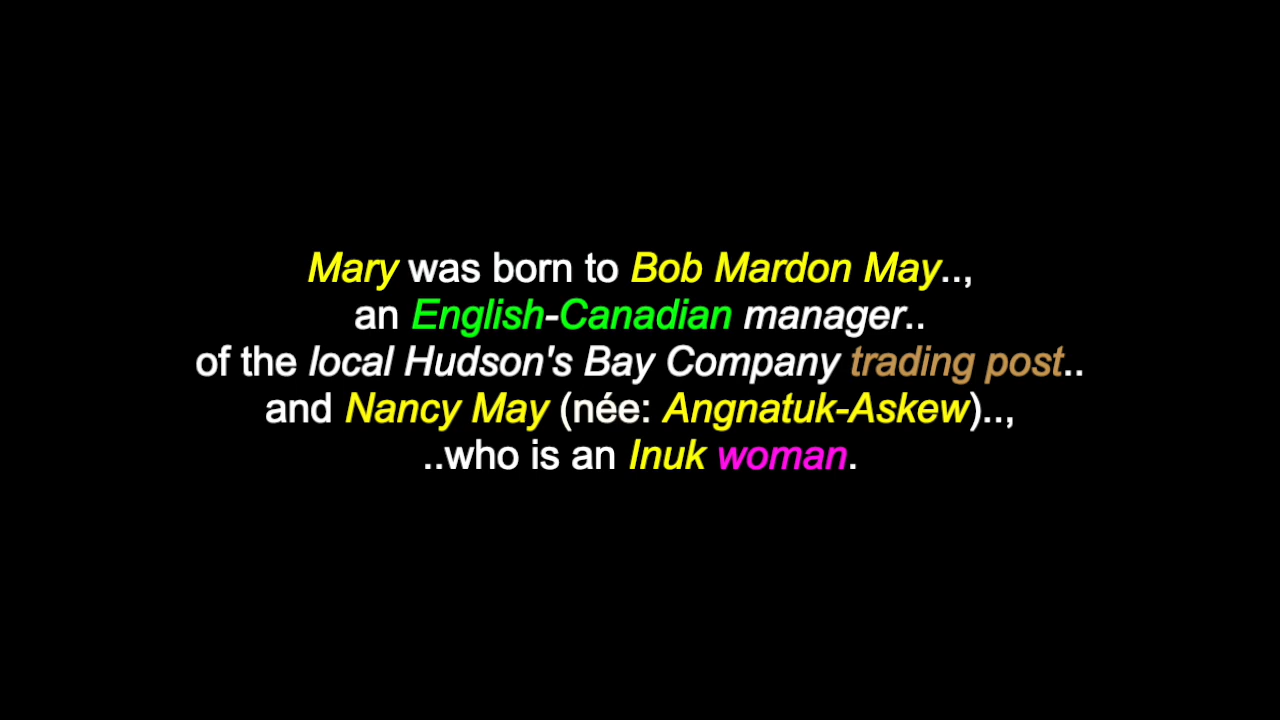 Mary was born to Bob Mardon May..,
an English-Canadian manager..
of the local Hudson's Bay Company trading post..
and Nancy May (née: Angnatuk-Askew)..,
..who is an Inuk woman.